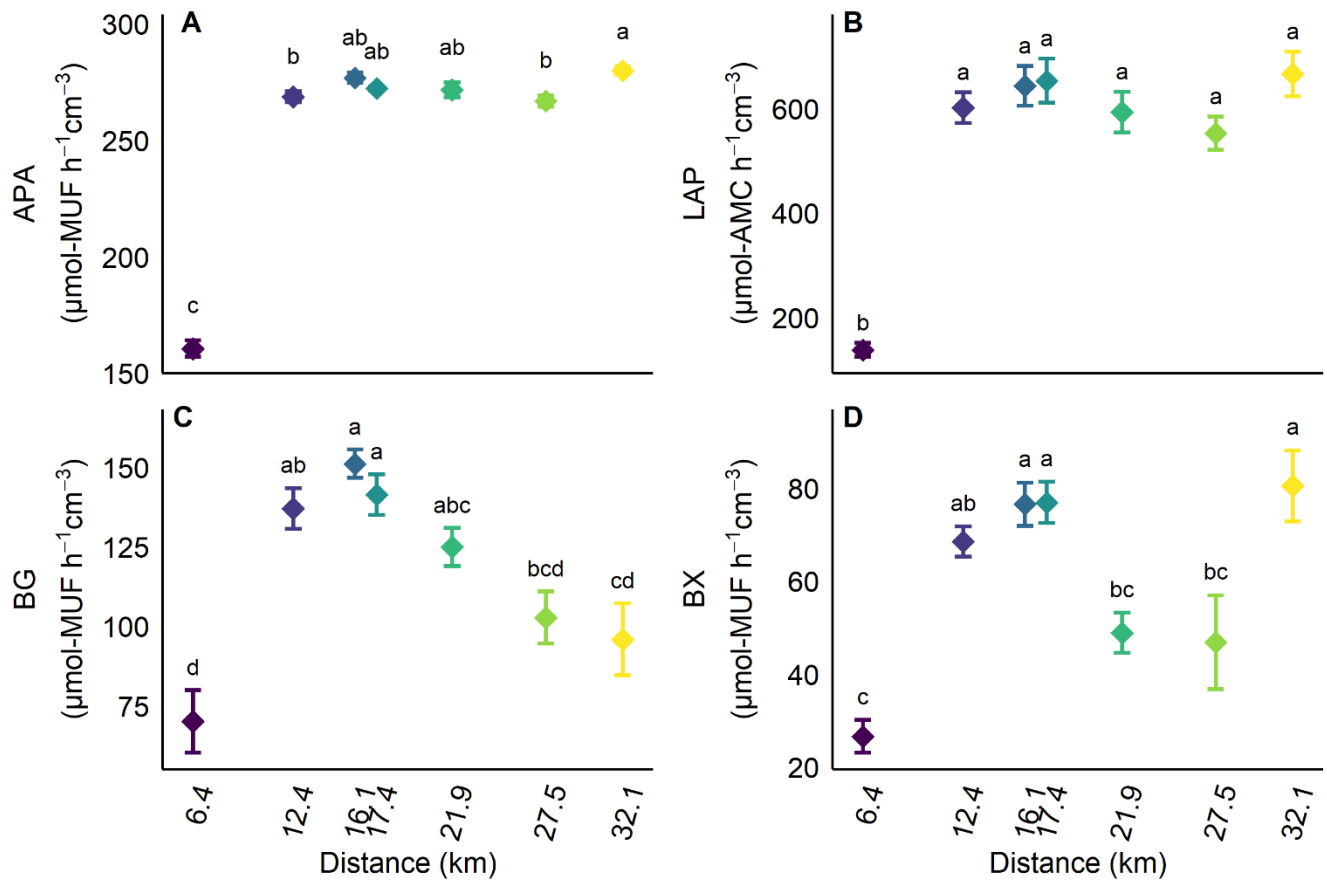 A
300
250
200
150
APA
(µmol-MUF h⁻¹cm⁻³)
c
b
ab
ab
ab
b
a
B
600
400
200
LAP
(µmol-AMC h⁻¹cm⁻³)
b
a
a
a
a
a
a
C
150
125
100
75
BG
(µmol-MUF h⁻¹cm⁻³)
d
ab
a
a
abc
bcd
cd
6.4
12.4
16.1
17.4
21.9
27.5
32.1
Distance (km)
D
80
60
40
20
BX
(µmol-MUF h⁻¹cm⁻³)
c
ab
a
a
bc
bc
a
6.4
12.4
16.1
17.4
21.9
27.5
32.1
Distance (km)